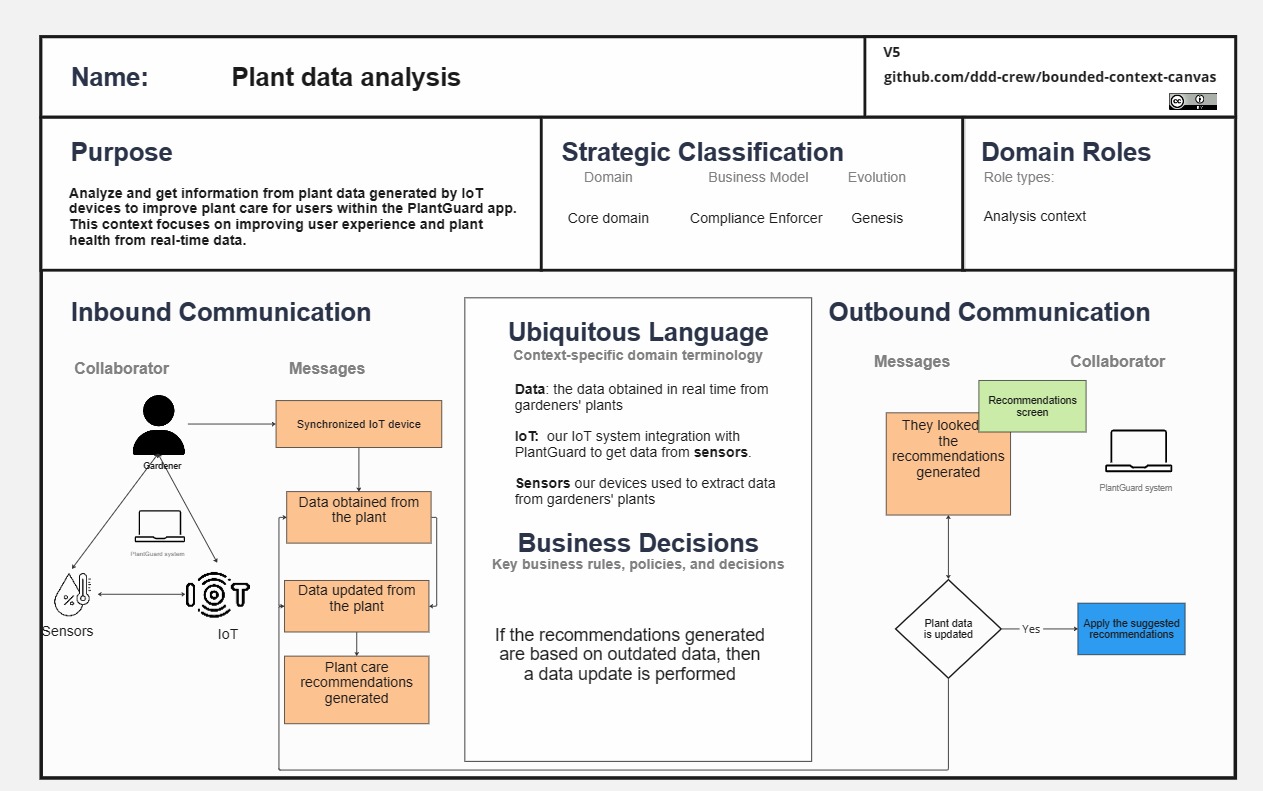 Name: Plant data analysis
V5
github.com/ddd-crew/bounded-context-canvas
cc
BY
Purpose
Analyze and get information from plant data generated by IoT
devices to improve plant care for users within the PlantGuard app.
This context focuses on improving user experience and plant
health from real-time data.
Strategic Classification
Domain Business Model Evolution
Core domain Compliance Enforcer Genesis
Domain Roles
Role types:
Analysis context
Inbound Communication
Collaborator Messages
Gardener
PlantGuard system
Sensors
IoT
IoT
Synchronized IoT device
Data obtained from
the plant
Data updated from
the plant
Plant care
recommendations
generated
Ubiquitous Language
Context-specific domain terminology
Data: the data obtained in real time from
gardeners' plants
IoT: our IoT system integration with
PlantGuard to get data from sensors.
Sensors our devices used to extract data
from gardeners' plants
Business Decisions
Key business rules, policies, and decisions
If the recommendations generated
are based on outdated data, then
a data update is performed
Outbound Communication
Messages Collaborator
Recommendations
screen
They looked
the
recommendations
generated
PlantGuard system
Plant data
is updated
Yes
Apply the suggested
recommendations